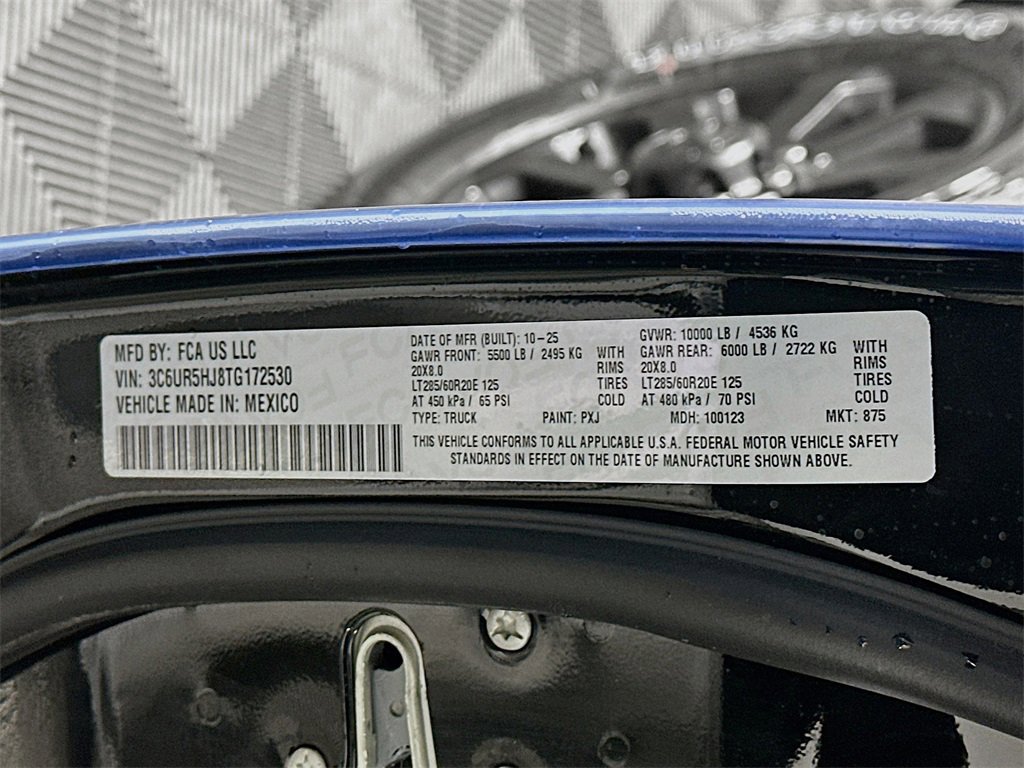 MFD BY: FCA US LLC
VIN: 3C6UR5HJ8TG172530
VEHICLE MADE IN: MEXICO
DATE OF MFR (BUILT): 10-25
GAWR FRONT: 5500 LB / 2495 KG WITH
20X8.0 RIMS
LT285/60R20E 125 TIRES
AT 450 kPa / 65 PSI COLD
GVWR: 10000 LB / 4536 KG
GAWR REAR: 6000 LB / 2722 KG WITH
20X8.0 RIMS
LT285/60R20E 125 TIRES
AT 480 kPa / 70 PSI COLD
TYPE: TRUCK PAINT: PXJ MDH: 100123 MKT: 875
THIS VEHICLE CONFORMS TO ALL APPLICABLE U.S.A. FEDERAL MOTOR VEHICLE SAFETY
STANDARDS IN EFFECT ON THE DATE OF MANUFACTURE SHOWN ABOVE.